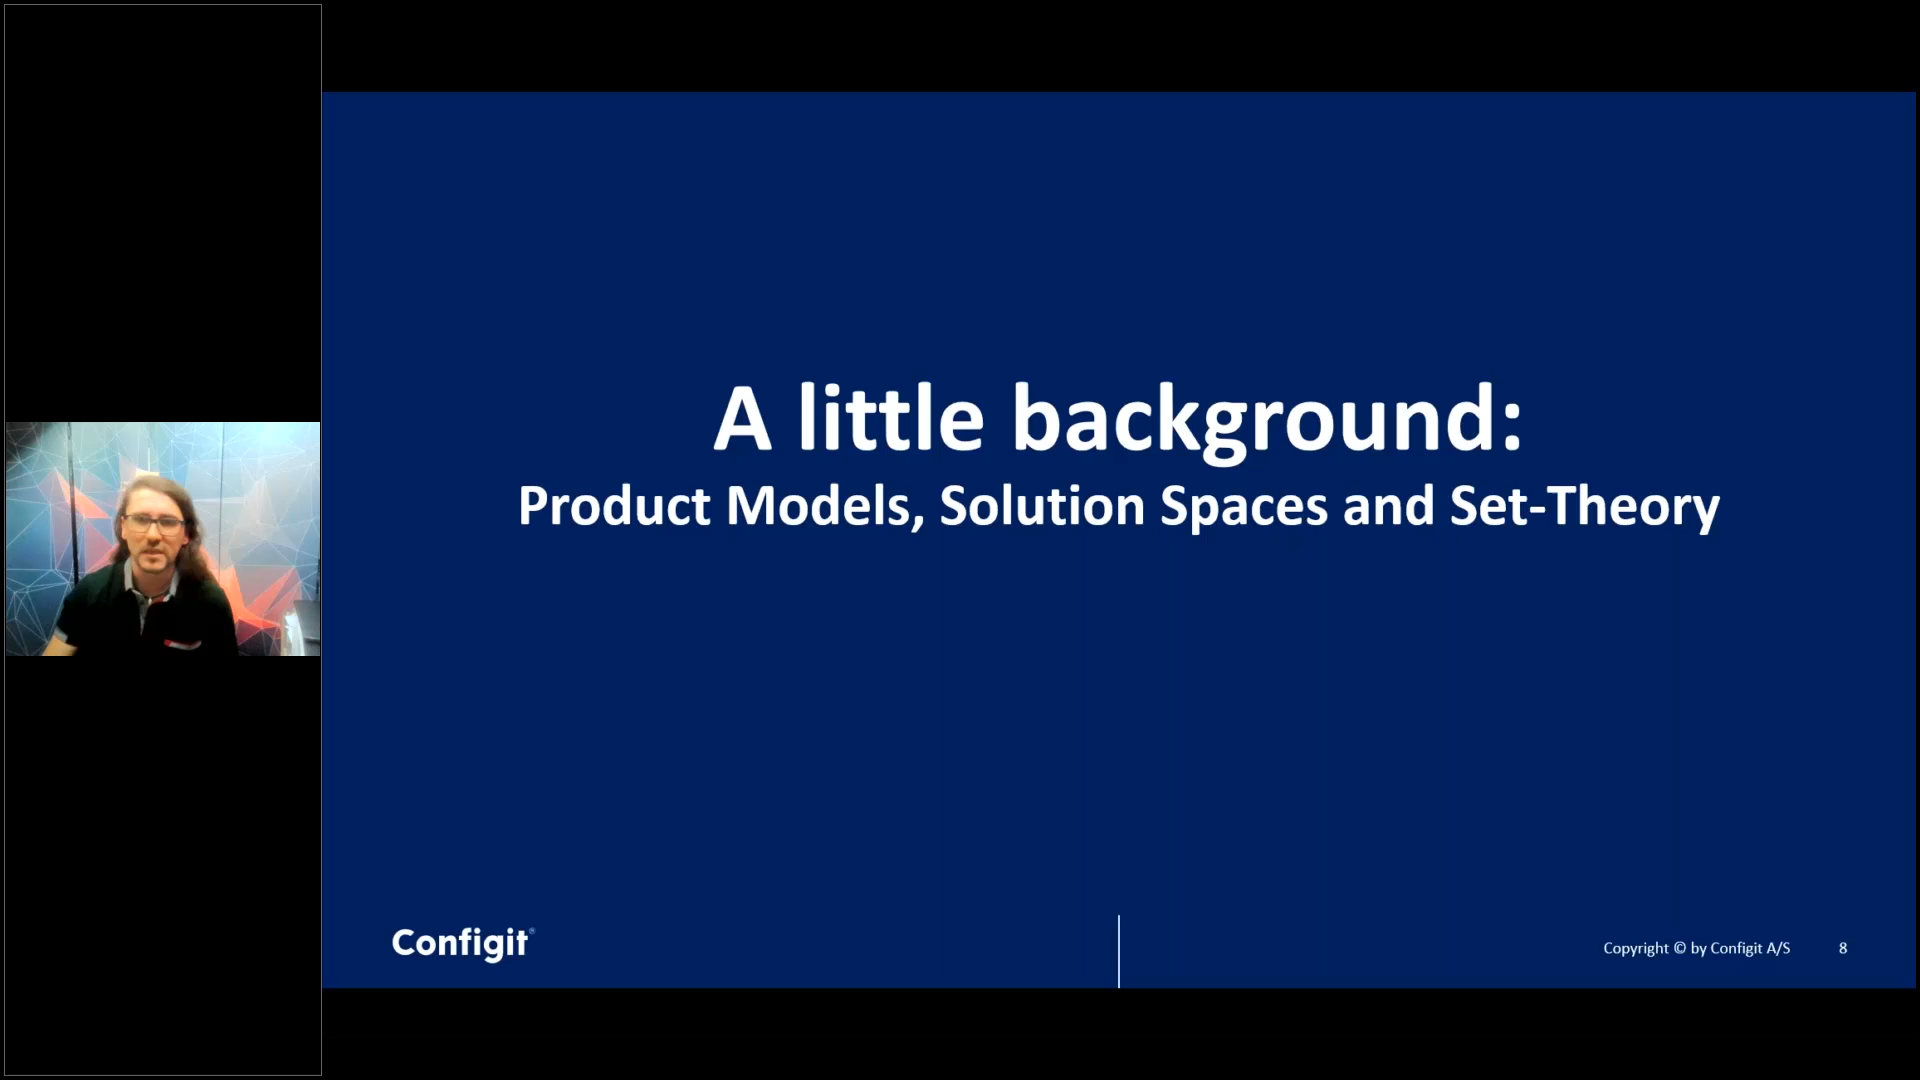 A little background:
Product Models, Solution Spaces and Set-Theory
Configit®
Copyright © by Configit A/S
8